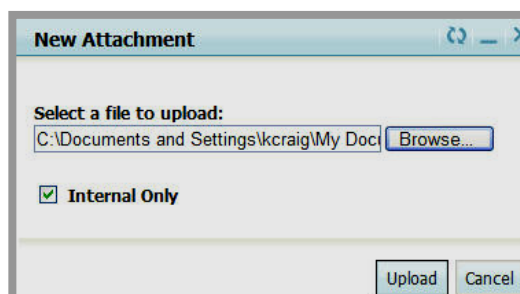 New Attachment
Select a file to upload:
C:\Documents and Settings\kcraig\My Doc Browse...
Internal Only
Upload Cancel